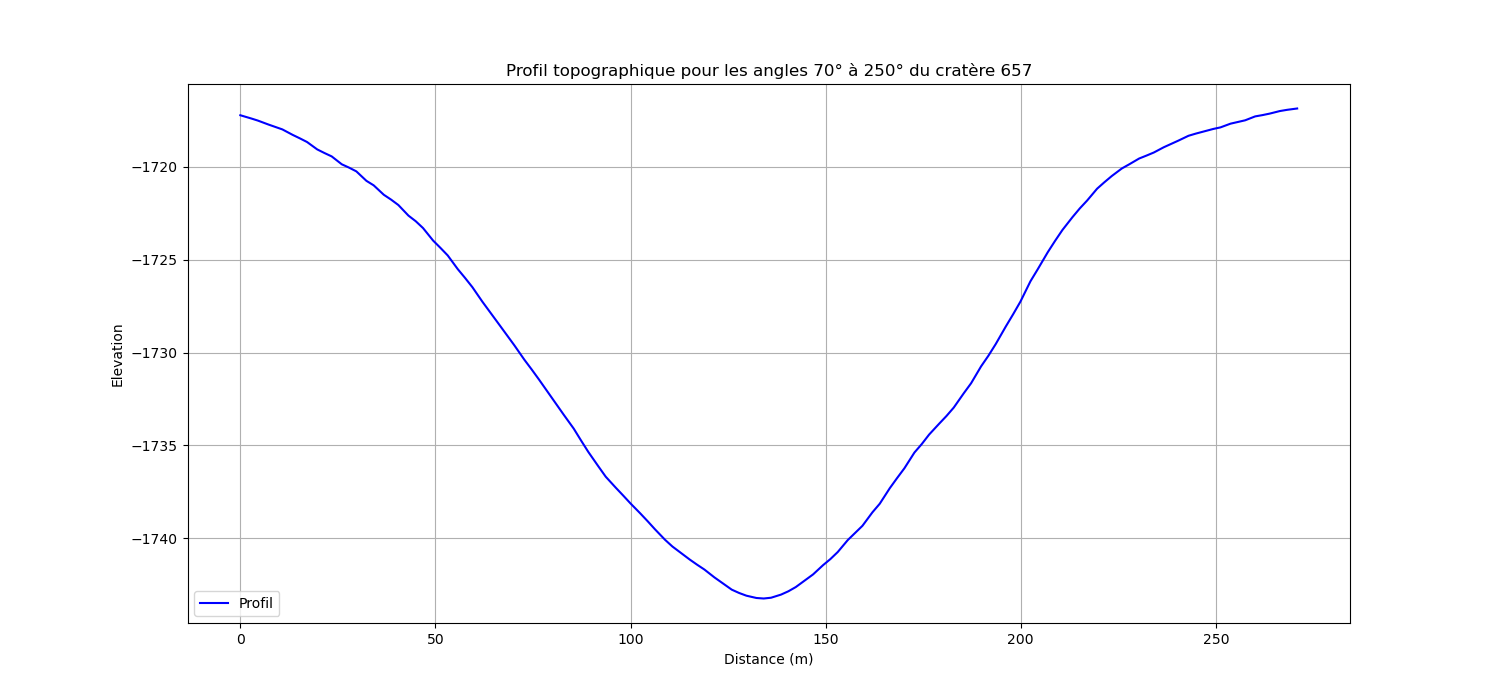 Profil topographique pour les angles 70° à 250° du cratère 657
Elevation
−1720
−1725
−1730
−1735
−1740
Profil
0
50
100
150
200
250
Distance (m)